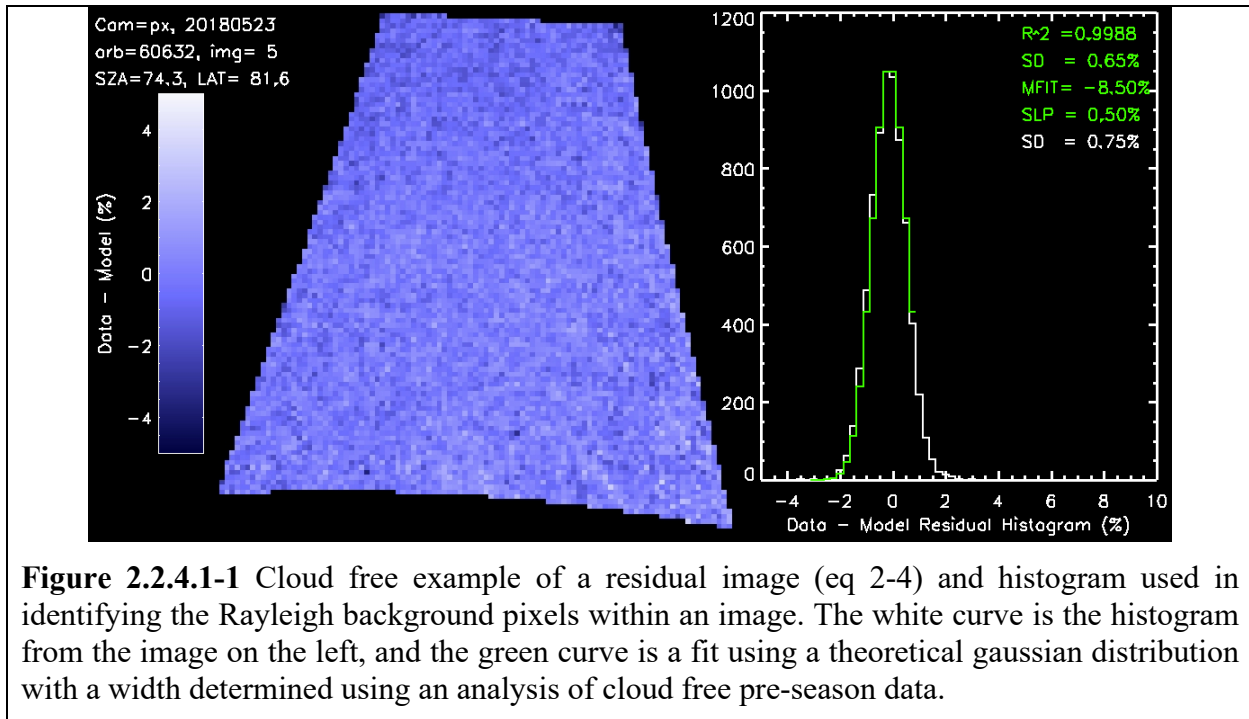 Cam=px, 20180523
orb=60632, img= 5
SZA=74.3, LAT= 81.6
4
2
0
-2
-4
Data - Model (%)
1200
1000
800
600
400
200
0
R^2 =0.9988
SD = 0.65%
MFIT= -8.50%
SLP = 0.50%
SD = 0.75%
-4 -2 0 2 4 6 8 10
Data - Model Residual Histogram (%)
Figure 2.2.4.1-1 Cloud free example of a residual image (eq 2-4) and histogram used in
identifying the Rayleigh background pixels within an image. The white curve is the histogram
from the image on the left, and the green curve is a fit using a theoretical gaussian distribution
with a width determined using an analysis of cloud free pre-season data.